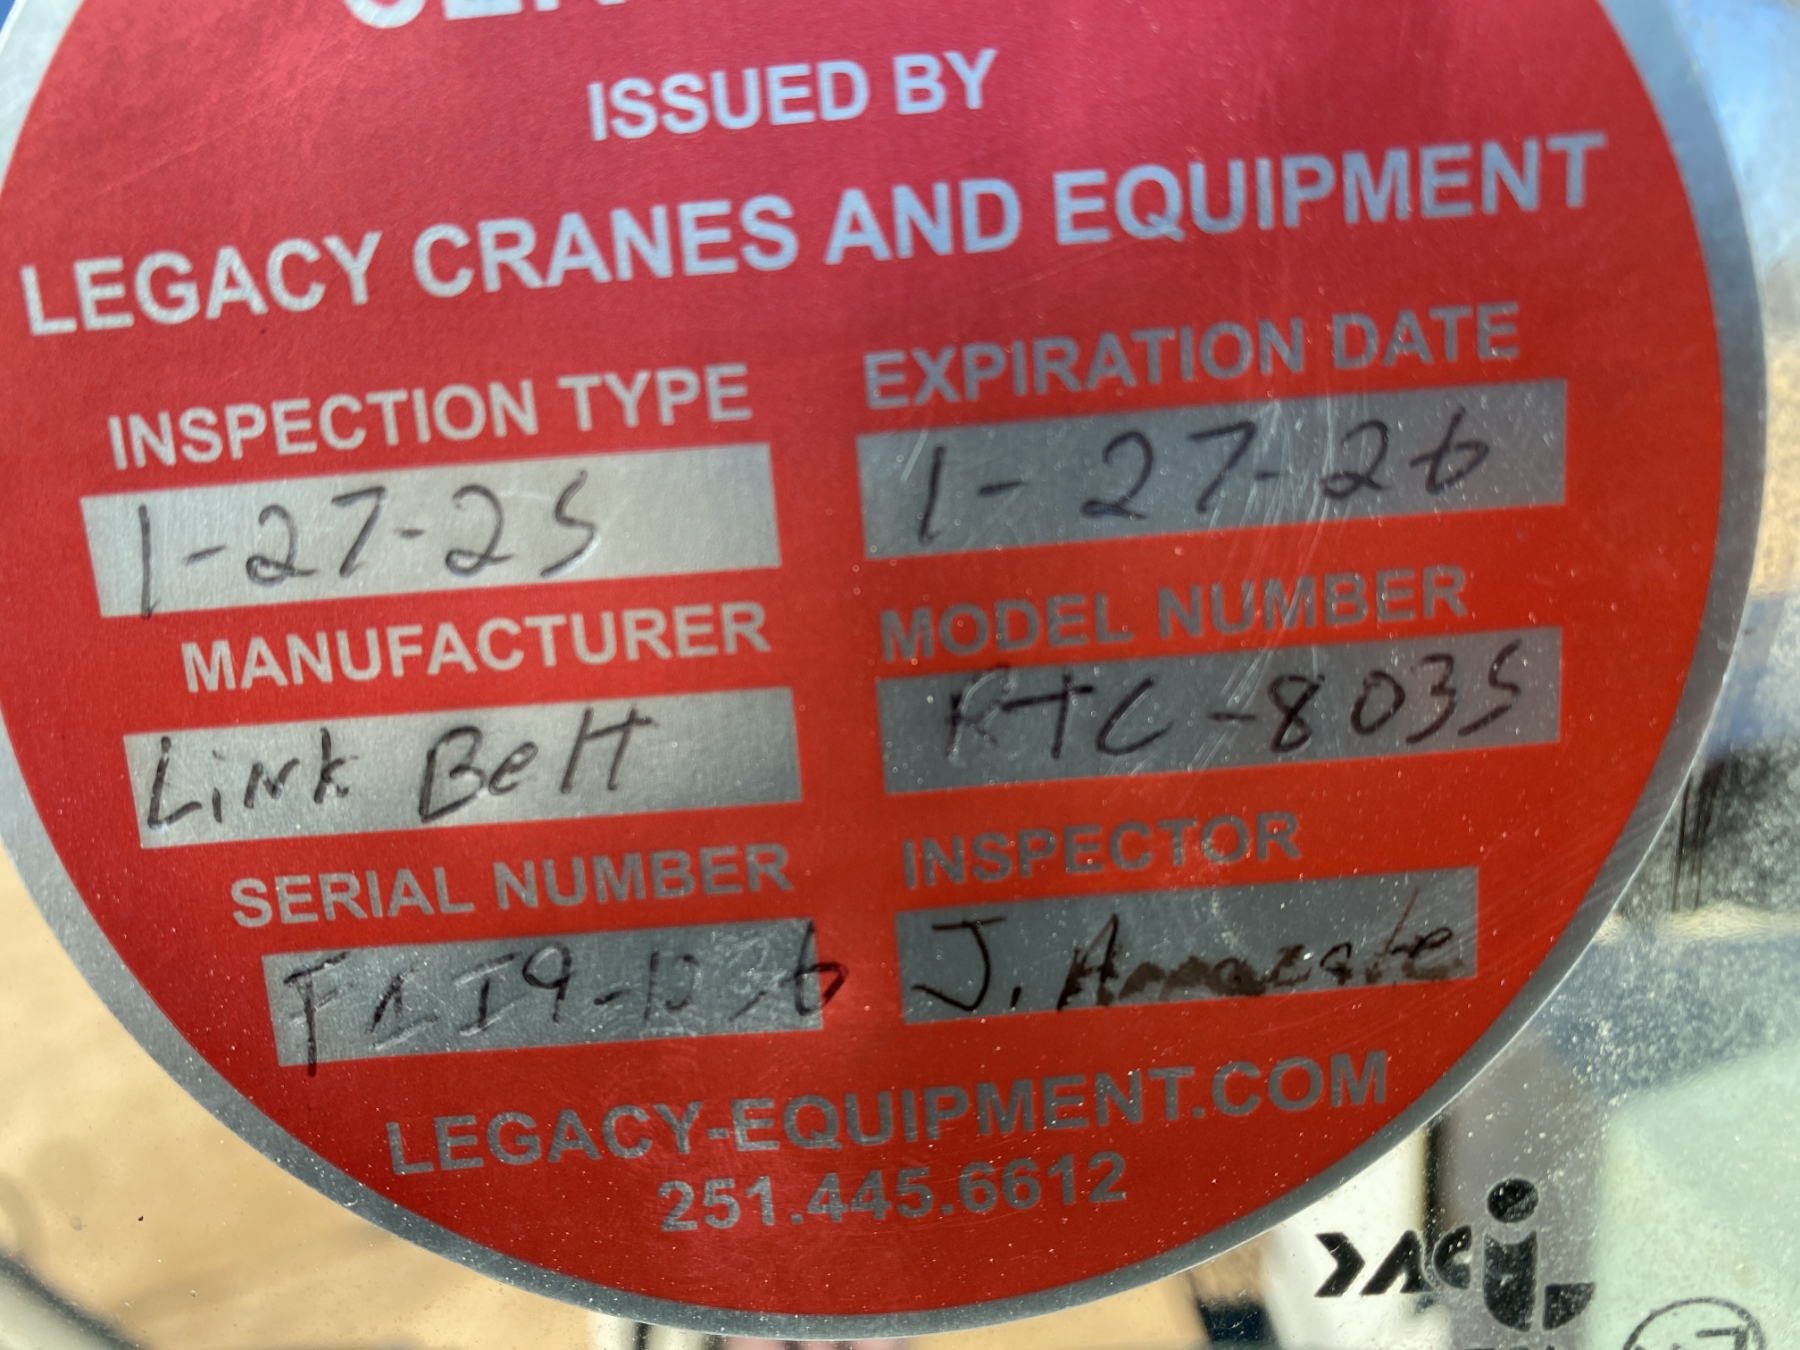 ISSUED BY
LEGACY CRANES AND EQUIPMENT
INSPECTION TYPE
1-27-25
EXPIRATION DATE
1-27-26
MANUFACTURER
Link Belt
MODEL NUMBER
RTC-8035
SERIAL NUMBER
INSPECTOR
J.
LEGACY-EQUIPMENT.COM
251.445.6612